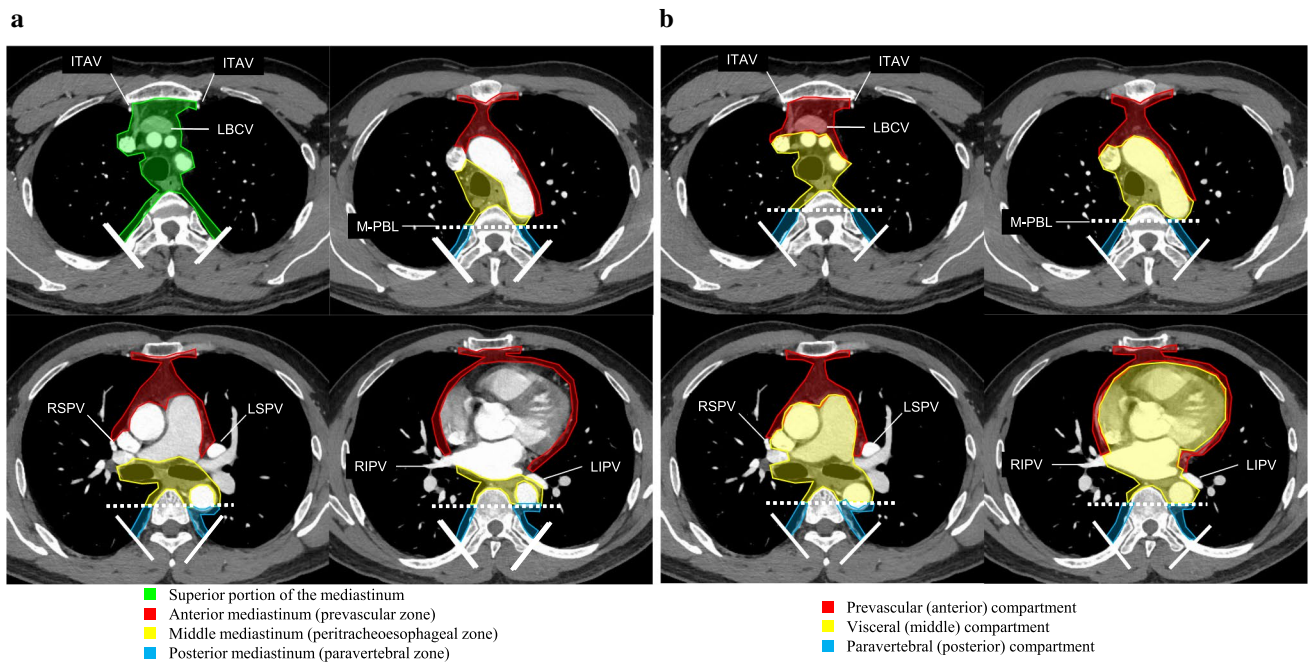 a
b
ITAV
ITAV
LBCV
M-PBL
RSPV
LSPV
RIPV
LIPV
Superior portion of the mediastinum
Anterior mediastinum (prevascular zone)
Middle mediastinum (peritracheoesophageal zone)
Posterior mediastinum (paravertebral zone)
ITAV
ITAV
LBCV
M-PBL
RSPV
LSPV
RIPV
LIPV
Prevascular (anterior) compartment
Visceral (middle) compartment
Paravertebral (posterior) compartment